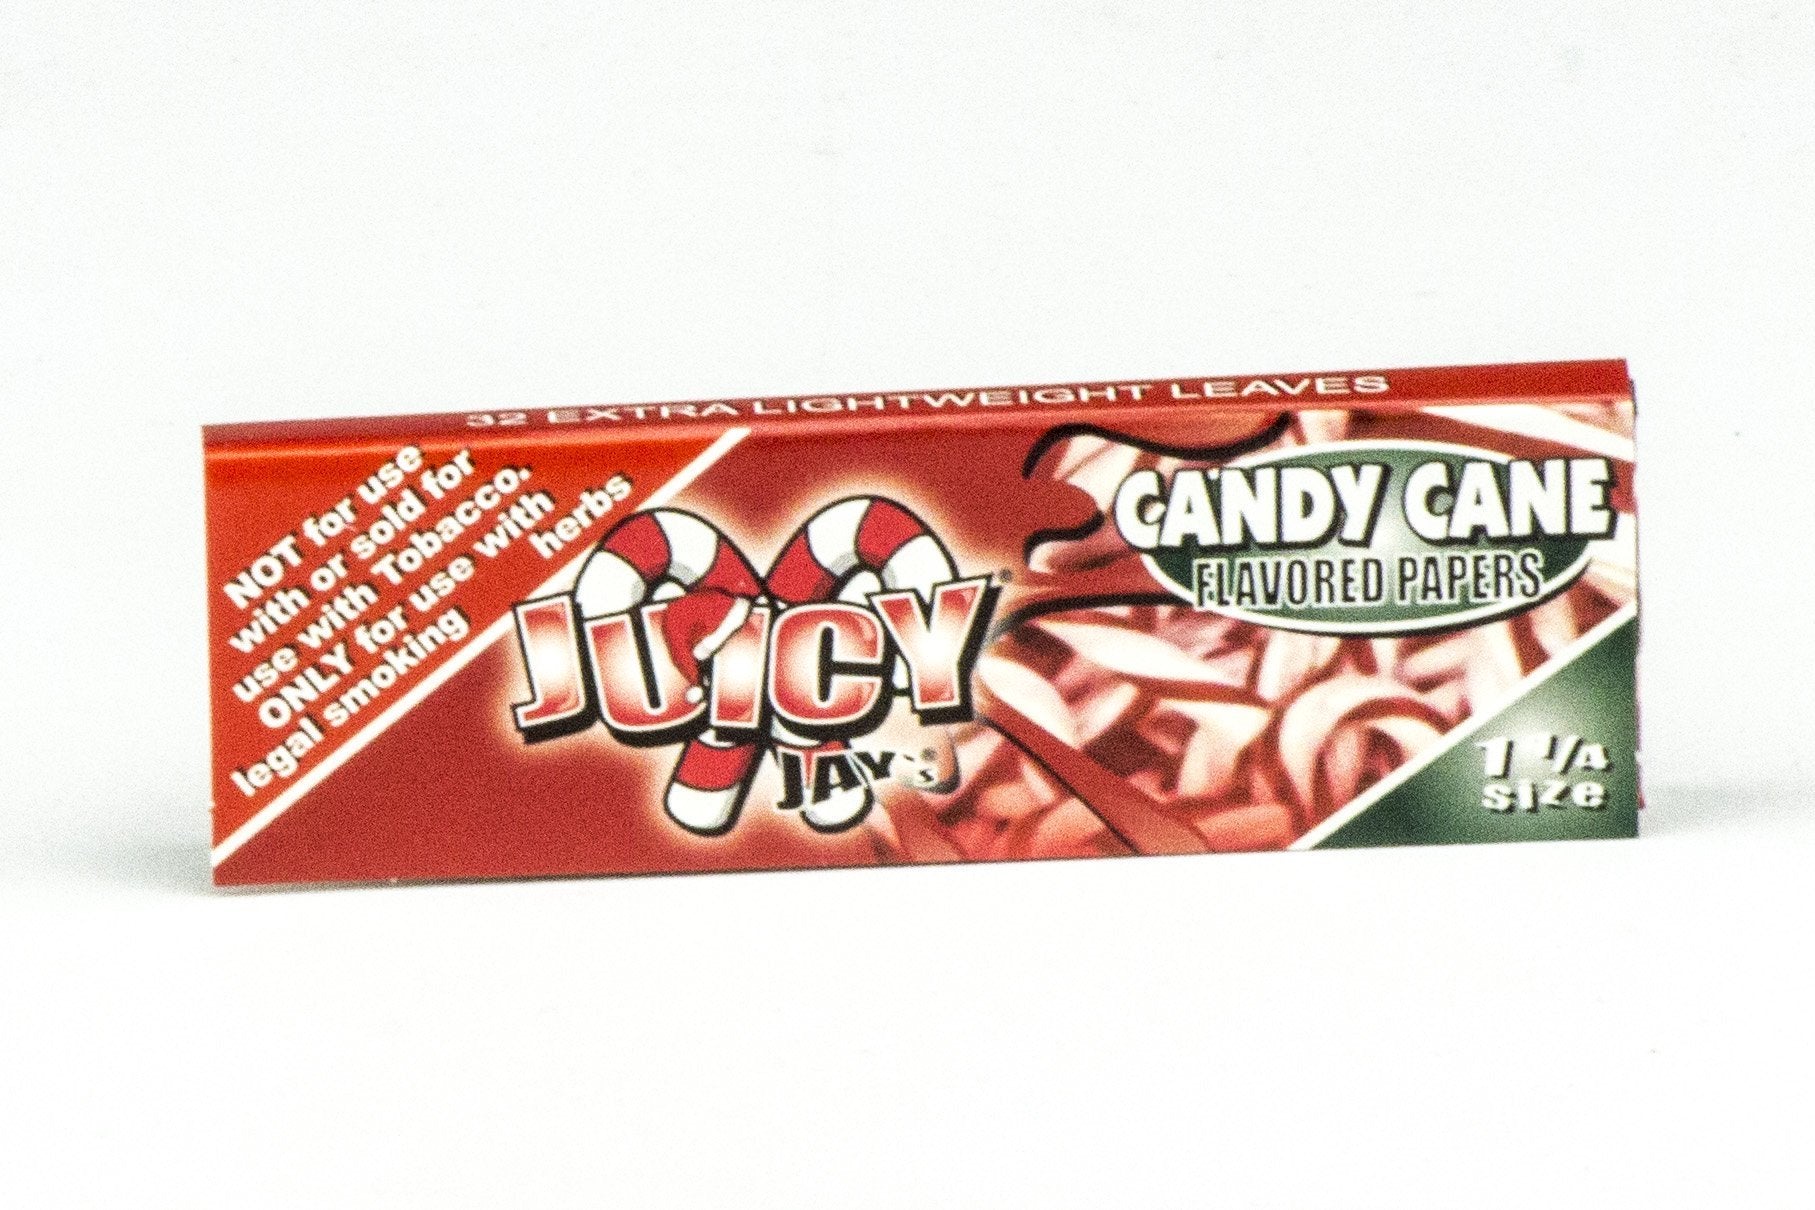 32 EXTRA LIGHTWEIGHT LEAVES
NOT for use
with or sold for
use with Tobacco.
ONLY for use with
legal smoking herbs
JUICY®
JAY's®
CANDY CANE
FLAVORED PAPERS
1 1/4
size